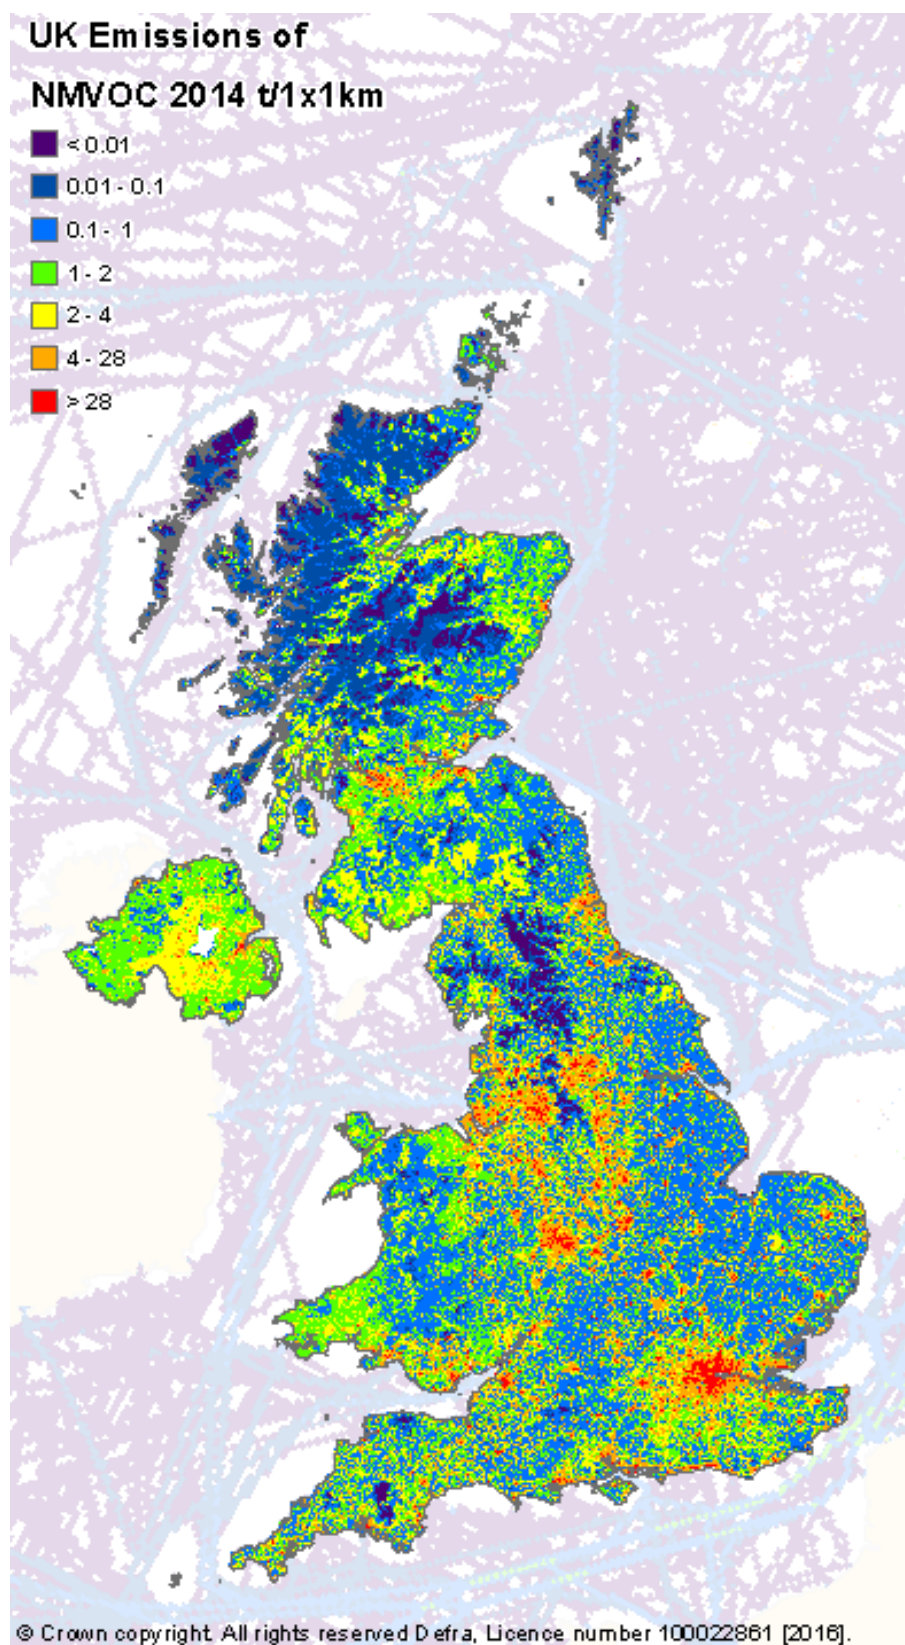 UK Emissions of
NMVOC 2014 t/1x1km
< 0.01
0.01 - 0.1
0.1 - 1
1 - 2
2 - 4
4 - 28
> 28
© Crown copyright. All rights reserved Defra, Licence number 100022861 [2016].